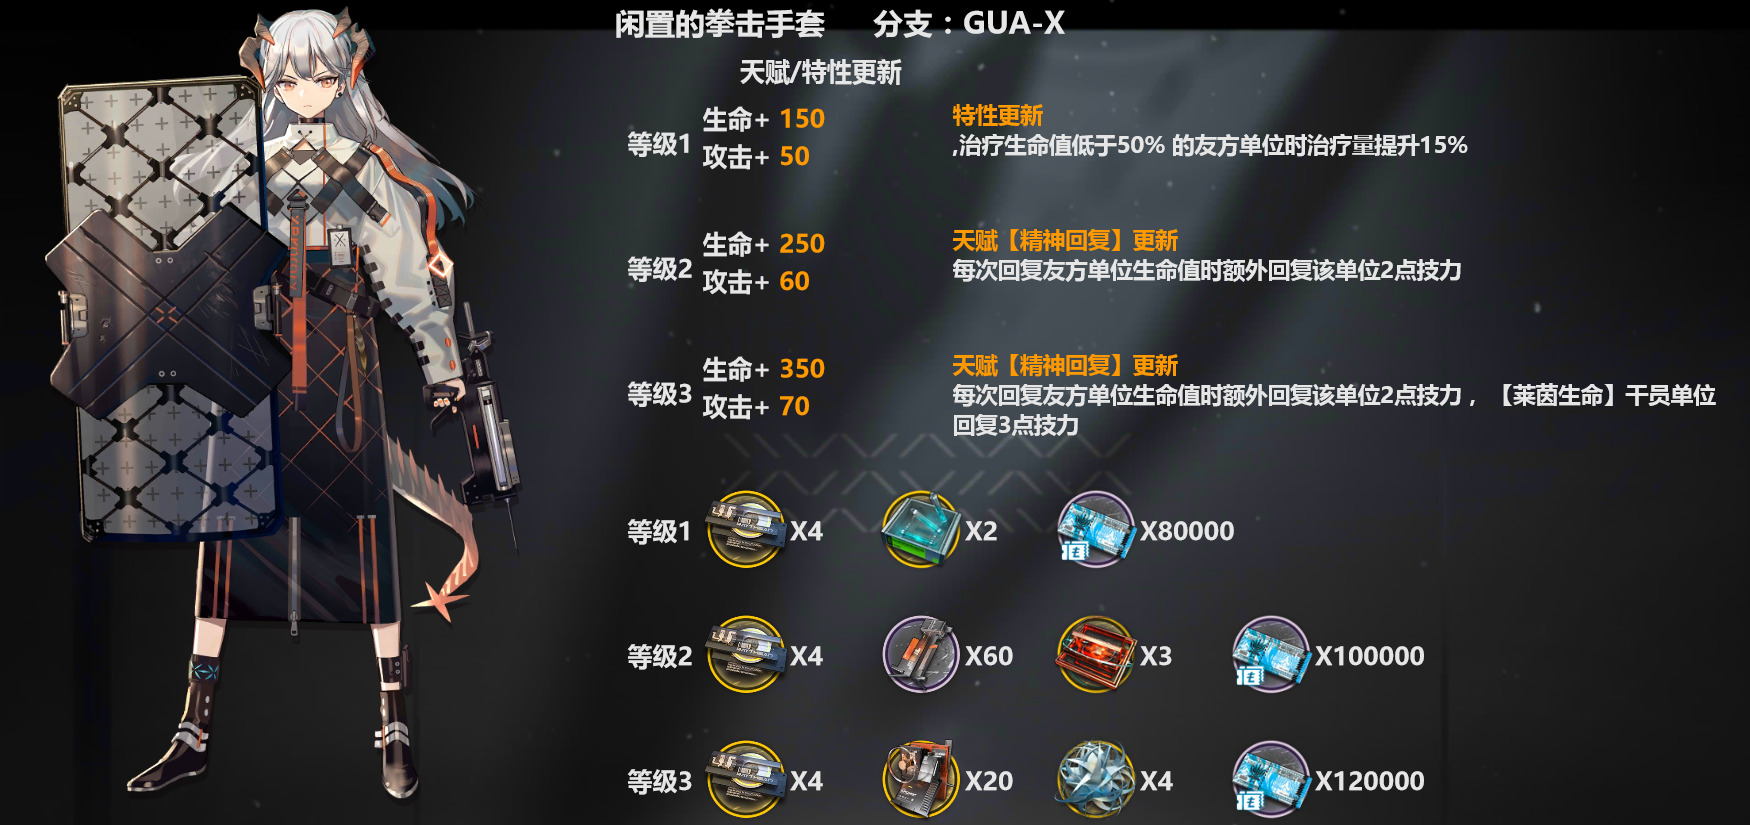 闲置的拳击手套 分支：GUA-X
天赋/特性更新
等级1
生命+ 150
攻击+ 50
特性更新
,治疗生命值低于50% 的友方单位时治疗量提升15%
等级2
生命+ 250
攻击+ 60
天赋【精神回复】更新
每次回复友方单位生命值时额外回复该单位2点技力
等级3
生命+ 350
攻击+ 70
天赋【精神回复】更新
每次回复友方单位生命值时额外回复该单位2点技力，【莱茵生命】干员单位
回复3点技力
等级1 X4 X2 X80000
等级2 X4 X60 X3 X100000
等级3 X4 X20 X4 X120000